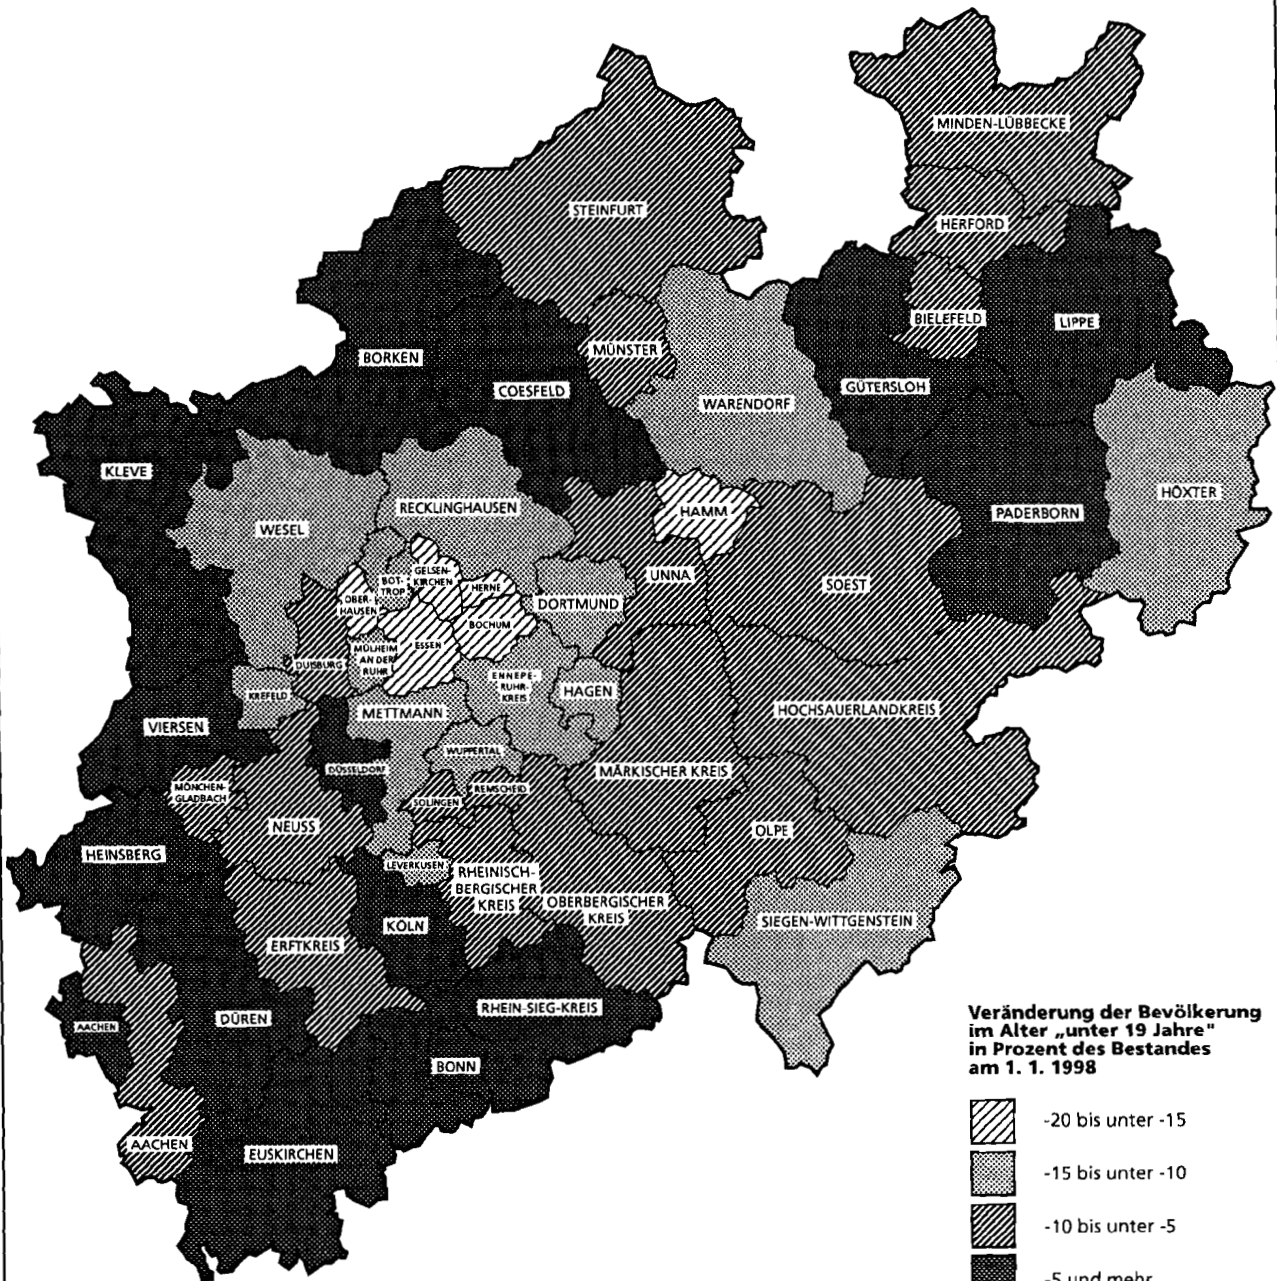 MINDEN-LÜBBECKE
STEINFURT
HERFORD
BIELEFELD
LIPPE
MÜNSTER
BORKEN
COESFELD
GÜTERSLOH
WARENDORF
KLEVE
HÖXTER
RECKLINGHAUSEN
HAMM
PADERBORN
WESEL
UNNA
SOEST
BOT-
TROP
GELSEN-
KIRCHEN
HERNE
OBER-
HAUSEN
DORTMUND
BOCHUM
ESSEN
MÜLHEIM
AN DER
RUHR
DUISBURG
KREFELD
ENNEPE-
RUHR-
KREIS
HAGEN
METTMANN
HOCHSAUERLANDKREIS
VIERSEN
WUPPERTAL
DÜSSELDORF
MÄRKISCHER KREIS
MÖNCHEN-
GLADBACH
SOLINGEN
REMSCHEID
NEUSS
OLPE
HEINSBERG
LEVERKUSEN
RHEINISCH-
BERGISCHER
KREIS
OBERBERGISCHER
KREIS
KÖLN
SIEGEN-WITTGENSTEIN
ERFTKREIS
RHEIN-SIEG-KREIS
AACHEN
DÜREN
BONN
AACHEN
EUSKIRCHEN
Veränderung der Bevölkerung
im Alter „unter 19 Jahre"
in Prozent des Bestandes
am 1. 1. 1998
-20 bis unter -15
-15 bis unter -10
-10 bis unter -5
-5 und mehr